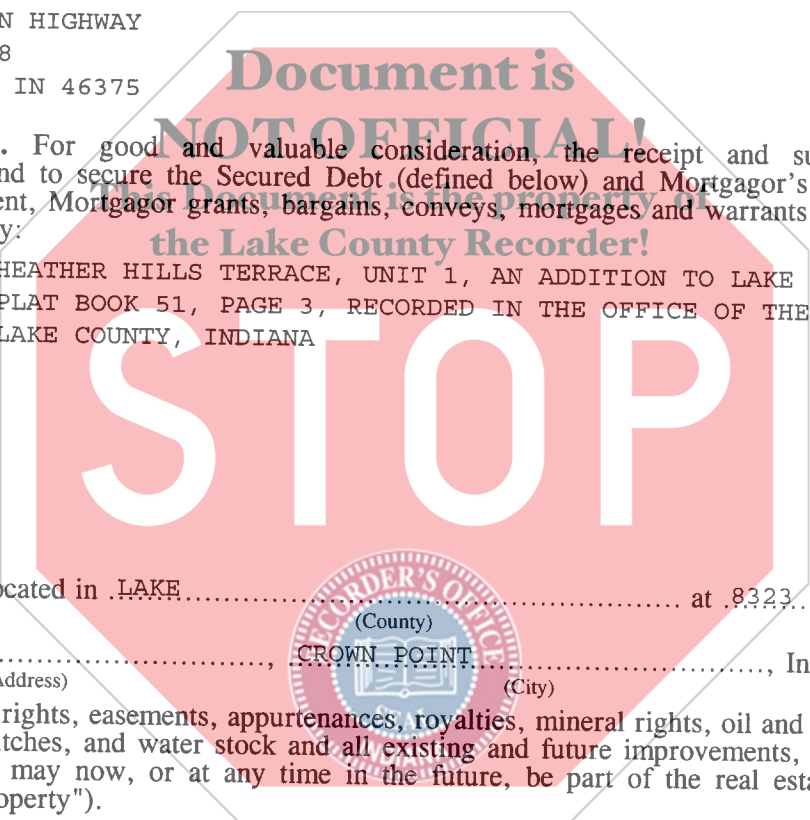 N HIGHWAY
8
IN 46375
Document is
NOT OFFICIAL!
This Document is the property of
the Lake County Recorder!
. For good and valuable consideration, the receipt and su
nd to secure the Secured Debt (defined below) and Mortgagor's
ent, Mortgagor grants, bargains, conveys, mortgages and warrants
y:
HEATHER HILLS TERRACE, UNIT 1, AN ADDITION TO LAKE
PLAT BOOK 51, PAGE 3, RECORDED IN THE OFFICE OF THE
LAKE COUNTY, INDIANA
STOP
ocated in .LAKE.......... at .8323...
(County)
.........., .CROWN POINT.........., In
Address) (City)
rights, easements, appurtenances, royalties, mineral rights, oil and
itches, and water stock and all existing and future improvements,
may now, or at any time in the future, be part of the real esta
operty").
RECORDER'S OFFICE
SEAL
INDIANA